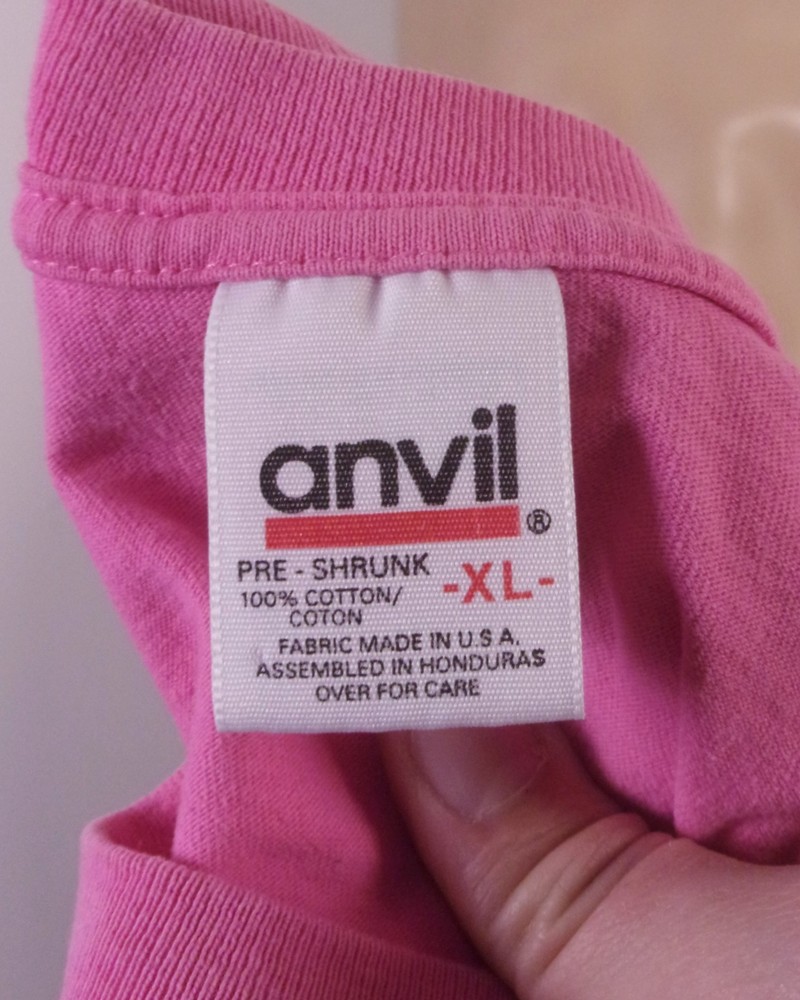 anvil®
PRE - SHRUNK
-XL-
100% COTTON/
COTON
FABRIC MADE IN U.S A.
ASSEMBLED IN HONDURAS
OVER FOR CARE